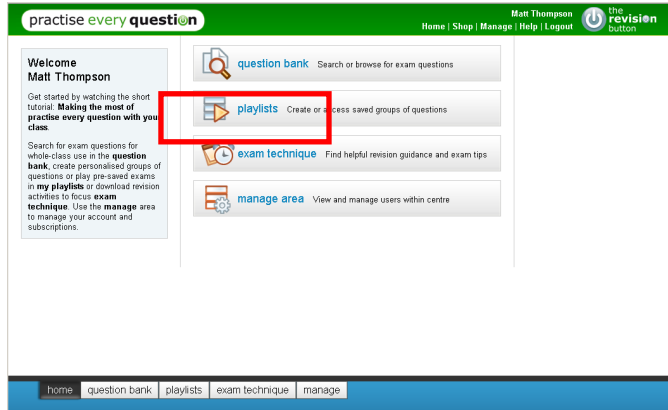 practise every question
Matt Thompson
Home | Shop | Manage | Help | Logout
the
revision
button
Welcome
Matt Thompson
Get started by watching the short
tutorial: Making the most of
practise every question with you
class.
Search for exam questions for
whole-class use in the question
bank, create personalised groups of
questions or play pre-saved exams
in my playlists or download revision
activities to focus exam
technique. Use the manage area
to manage your account and
subscriptions.
question bank Search or browse for exam questions
playlists Create or access saved groups of questions
exam technique Find helpful revision guidance and exam tips
manage area View and manage users within centre
home question bank playlists exam technique manage